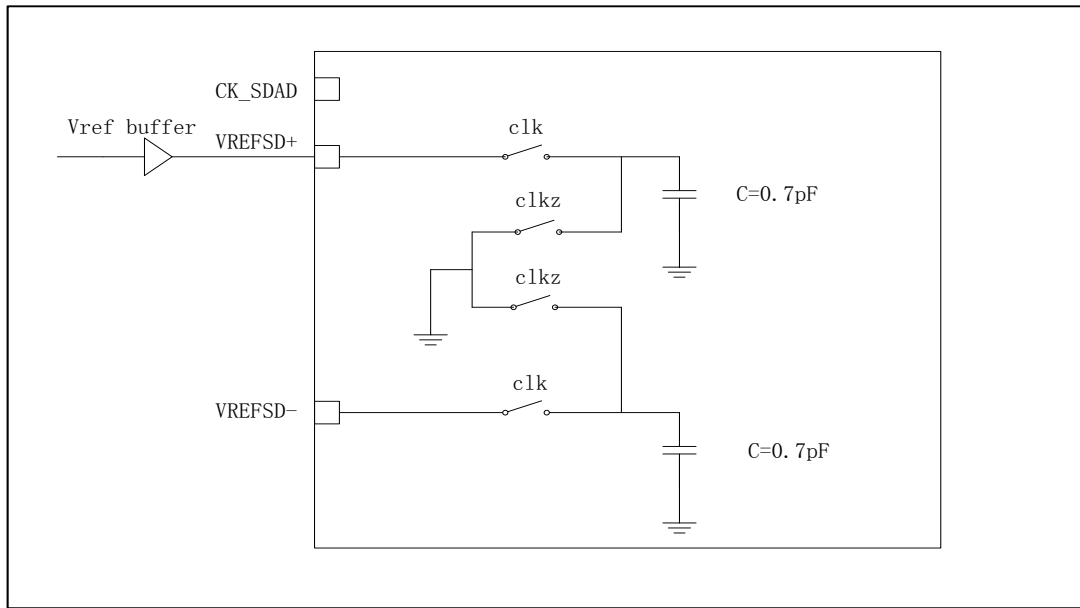 CK_SDAD
Vref buffer
VREFSD+
clk
C=0.7pF
clkz
clkz
clk
VREFSD-
C=0.7pF